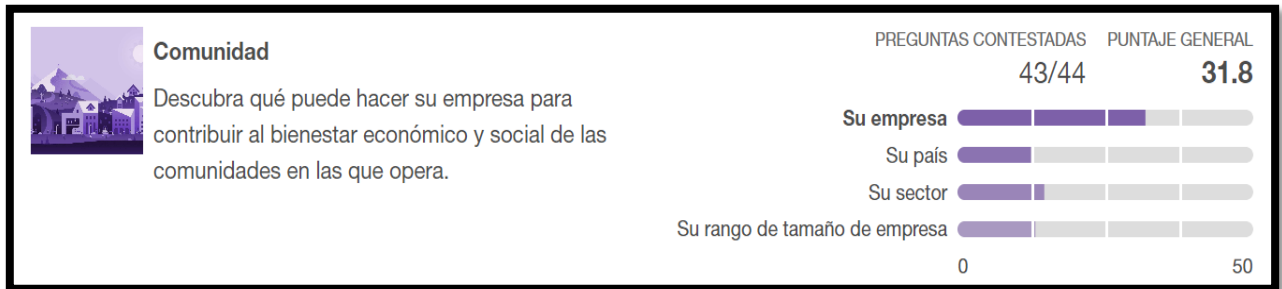 Comunidad
Descubra qué puede hacer su empresa para
contribuir al bienestar económico y social de las
comunidades en las que opera.
PREGUNTAS CONTESTADAS PUNTAJE GENERAL
43/44 31.8
Su empresa
Su país
Su sector
Su rango de tamaño de empresa
0 50